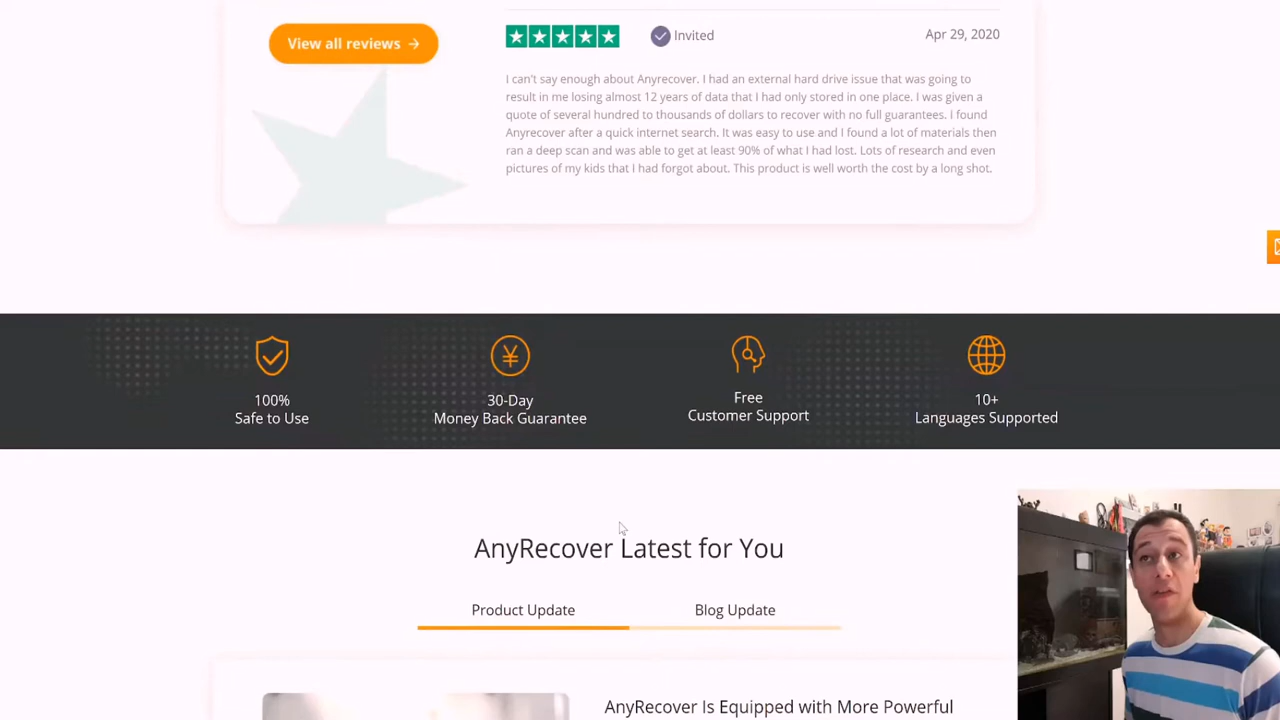 View all reviews
Invited
Apr 29, 2020
I can't say enough about Anyrecover. I had an external hard drive issue that was going to
result in me losing almost 12 years of data that I had only stored in one place. I was given a
quote of several hundred to thousands of dollars to recover with no full guarantees. I found
Anyrecover after a quick internet search. It was easy to use and I found a lot of materials then
ran a deep scan and was able to get at least 90% of what I had lost. Lots of research and even
pictures of my kids that I had forgot about. This product is well worth the cost by a long shot.
100%
Safe to Use
¥
30-Day
Money Back Guarantee
Free
Customer Support
10+
Languages Supported
AnyRecover Latest for You
Product Update
Blog Update
AnyRecover Is Equipped with More Powerful